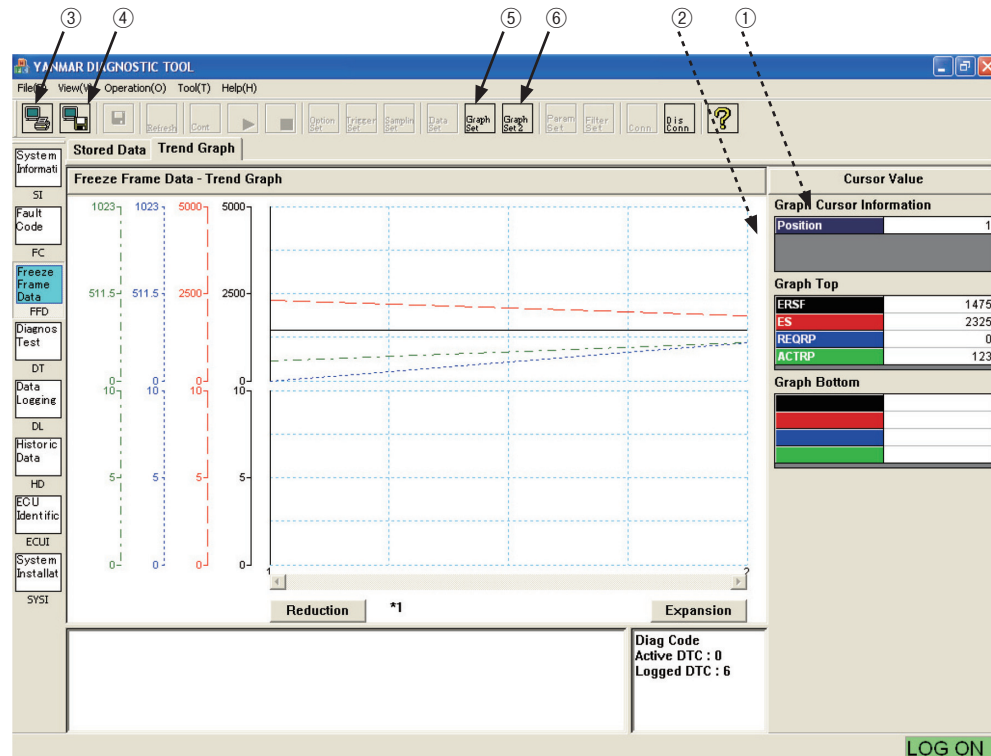 ③ ④ ⑤ ⑥ ② ①
YANMAR DIAGNOSTIC TOOL
View(V) Operation(O) Tool(T) Help(H)
Refresh Cont Option Set Trigger Set Samplin Set Data Set Graph Set Graph Set 2 Param Set Filter Set Conn Dis Conn ?
System Informati
SI
Fault Code
FC
Freeze Frame Data
FFD
Diagnos Test
DT
Data Logging
DL
Historic Data
HD
ECU Identific
ECUI
System Installat
SYSI
Stored Data Trend Graph
Freeze Frame Data - Trend Graph
1023 1023 5000 5000
511.5 511.5 2500 2500
0 0 0 0
10 10 10 10
5 5 5 5
0 0 0 0
1 2
Reduction *1 Expansion
Cursor Value
Graph Cursor Information
Position 1
Graph Top
ERSF 1475
ES 2325
REQRP 0
ACTRP 123
Graph Bottom
Diag Code
Active DTC : 0
Logged DTC : 6
LOG ON